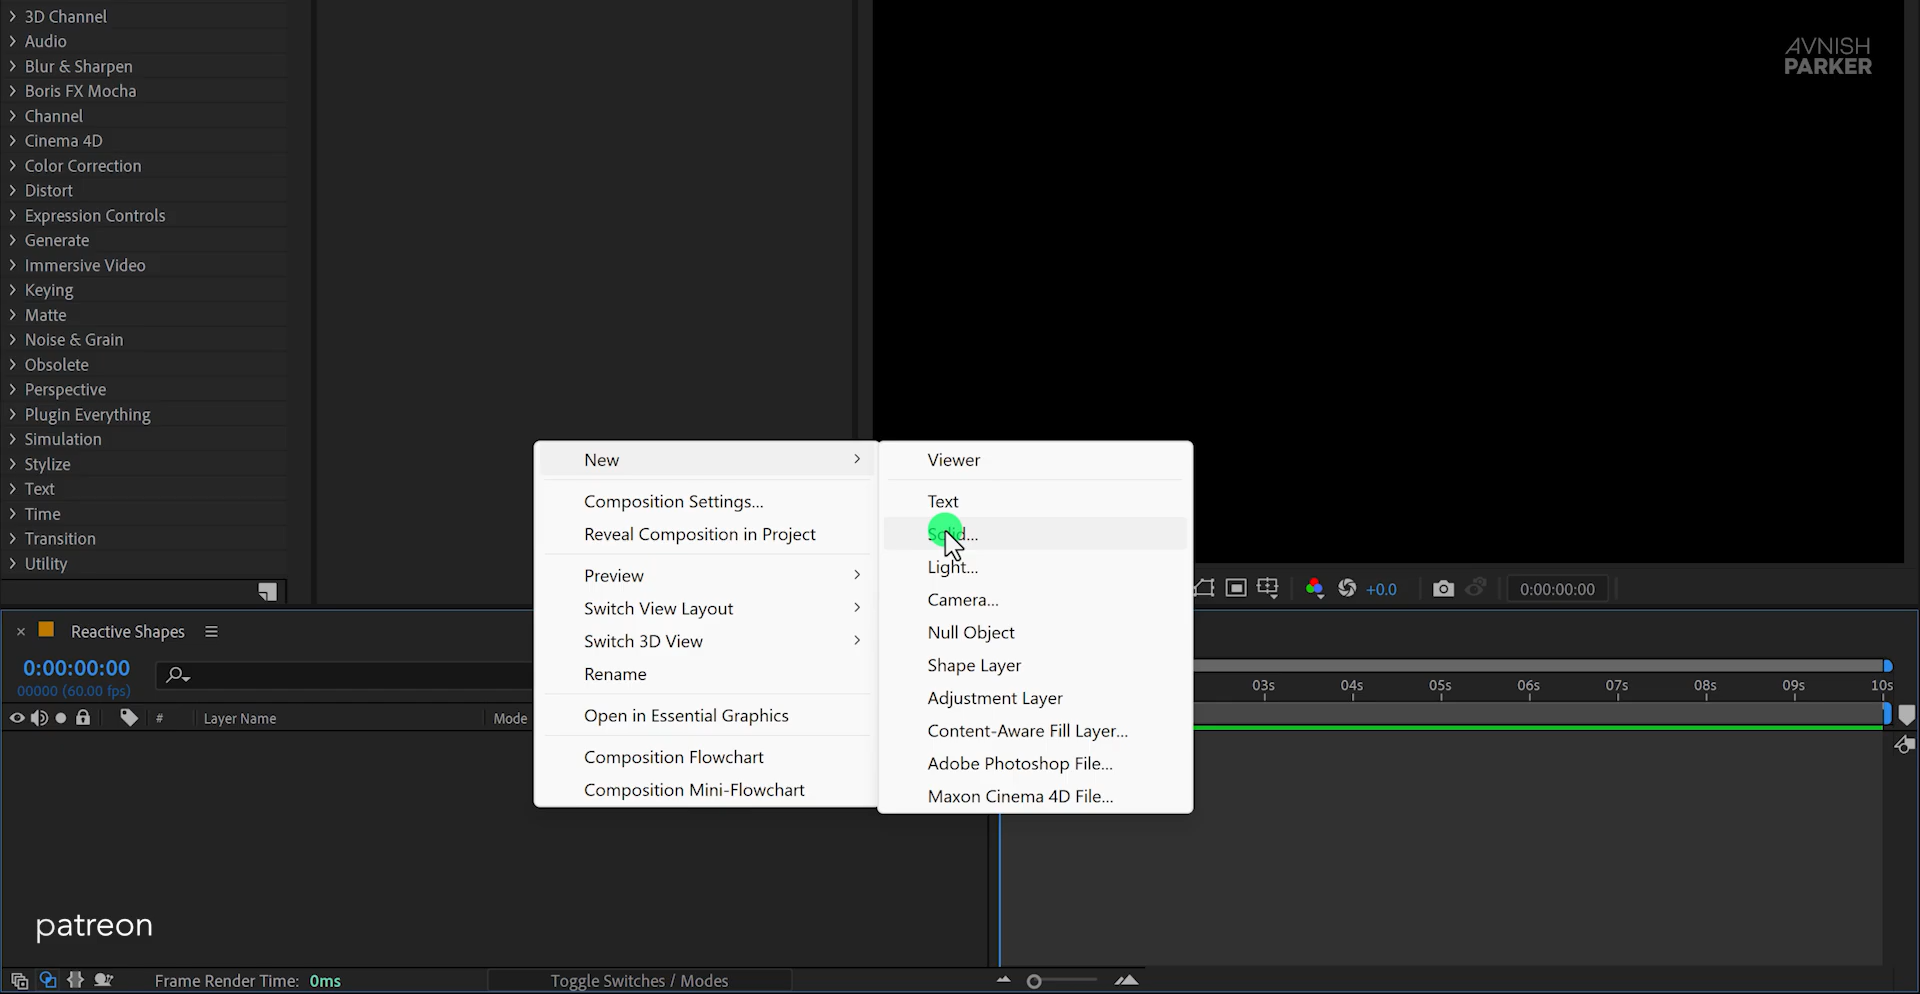 3D Channel
Audio
Blur & Sharpen
Boris FX Mocha
Channel
Cinema 4D
Color Correction
Distort
Expression Controls
Generate
Immersive Video
Keying
Matte
Noise & Grain
Obsolete
Perspective
Plugin Everything
Simulation
Stylize
Text
Time
Transition
Utility
AVNISH
PARKER
New
Composition Settings...
Reveal Composition in Project
Preview
Switch View Layout
Switch 3D View
Rename
Open in Essential Graphics
Composition Flowchart
Composition Mini-Flowchart
Viewer
Text
Solid...
Light...
Camera...
Null Object
Shape Layer
Adjustment Layer
Content-Aware Fill Layer...
Adobe Photoshop File...
Maxon Cinema 4D File...
+0.0
0:00:00:00
Reactive Shapes
0:00:00:00
00000 (60.00 fps)
# Layer Name Mode
03s 04s 05s 06s 07s 08s 09s 10s
patreon
Frame Render Time: 0ms
Toggle Switches / Modes